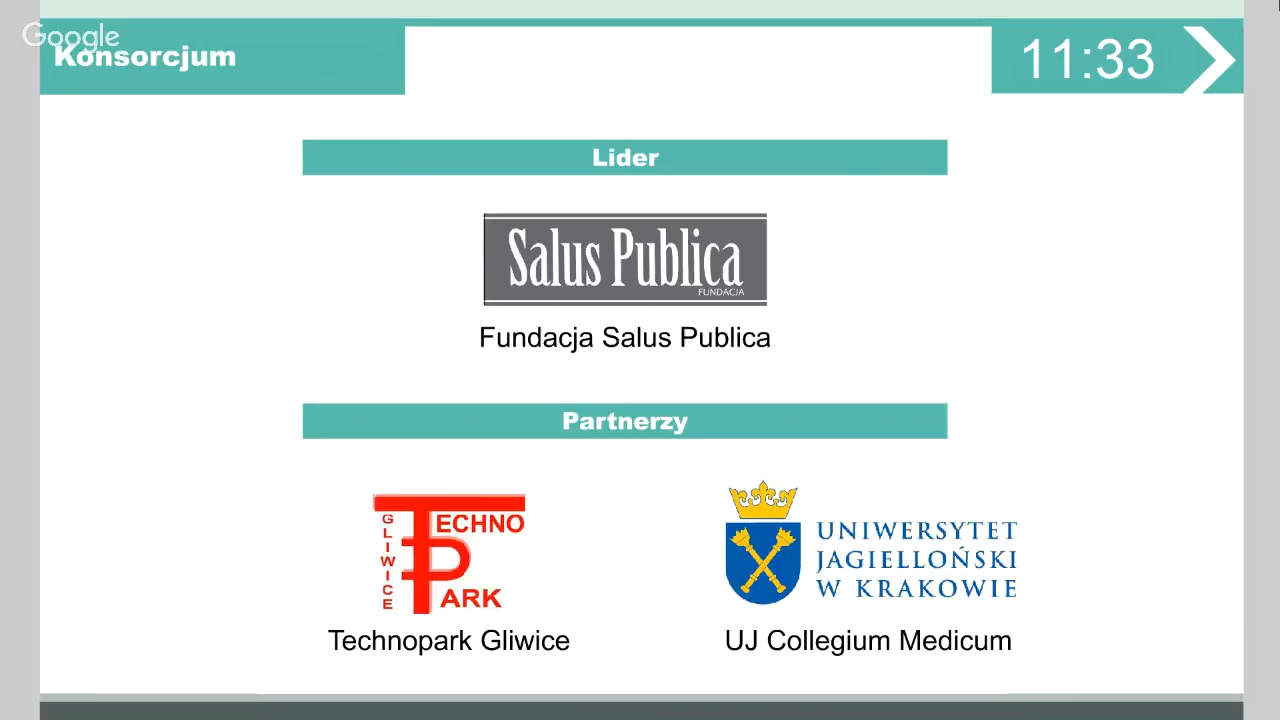 Google
Konsorcjum
11:33
Lider
Salus Publica
FUNDACJA
Fundacja Salus Publica
Partnerzy
GLIWICE
TECHNO
PARK
Technopark Gliwice
UNIWERSYTET
JAGIELLOŃSKI
W KRAKOWIE
UJ Collegium Medicum